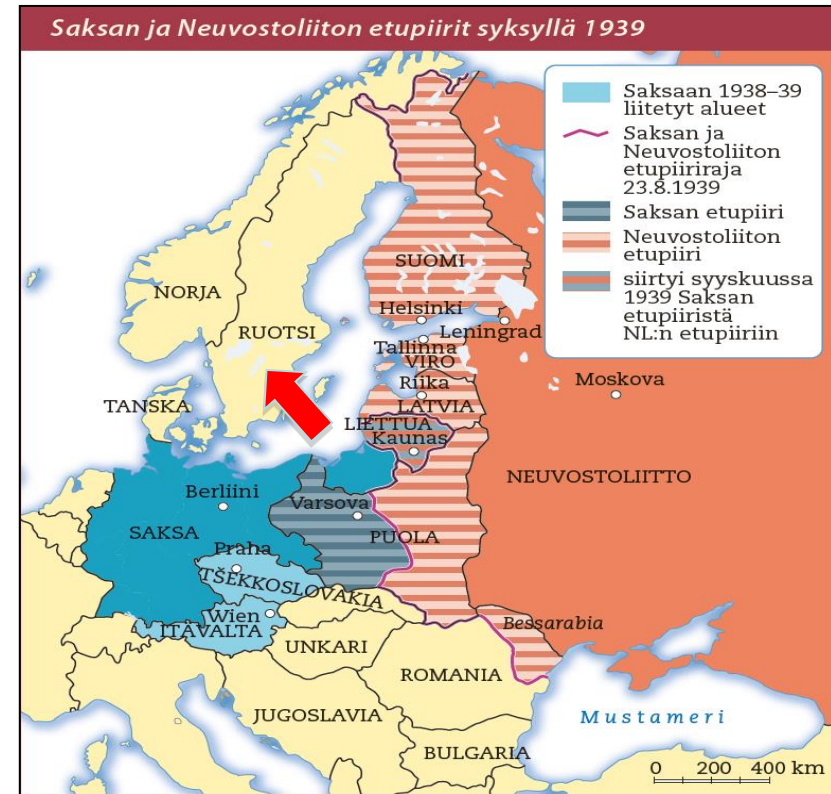 Saksan ja Neuvostoliiton etupiirit syksyllä 1939
Saksaan 1938–39
liitetyt alueet
Saksan ja
Neuvostoliiton
etupiiriraja
23.8.1939
Saksan etupiiri
Neuvostoliiton
etupiiri
siirtyi syyskuussa
1939 Saksan
etupiiristä
NL:n etupiiriin
SUOMI
NORJA
Helsinki
RUOTSI
Leningrad
Tallinna
VIRO
Riika
Moskova
TANSKA
LATVIA
LIETTUA
Kaunas
NEUVOSTOLIITTO
Berliini
Varsova
SAKSA
PUOLA
Praha
TŠEKKOSLOVAKIA
Wien
Bessarabia
ITÄVALTA
UNKARI
ROMANIA
JUGOSLAVIA
Mustameri
BULGARIA
0 200 400 km